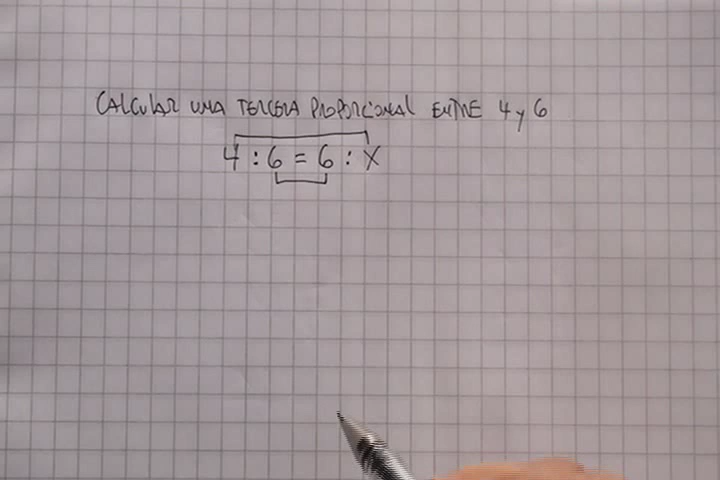 CALCULAR UNA TERCERA PROPORCIONAL ENTRE 4 y 6
4 : 6 = 6 : X